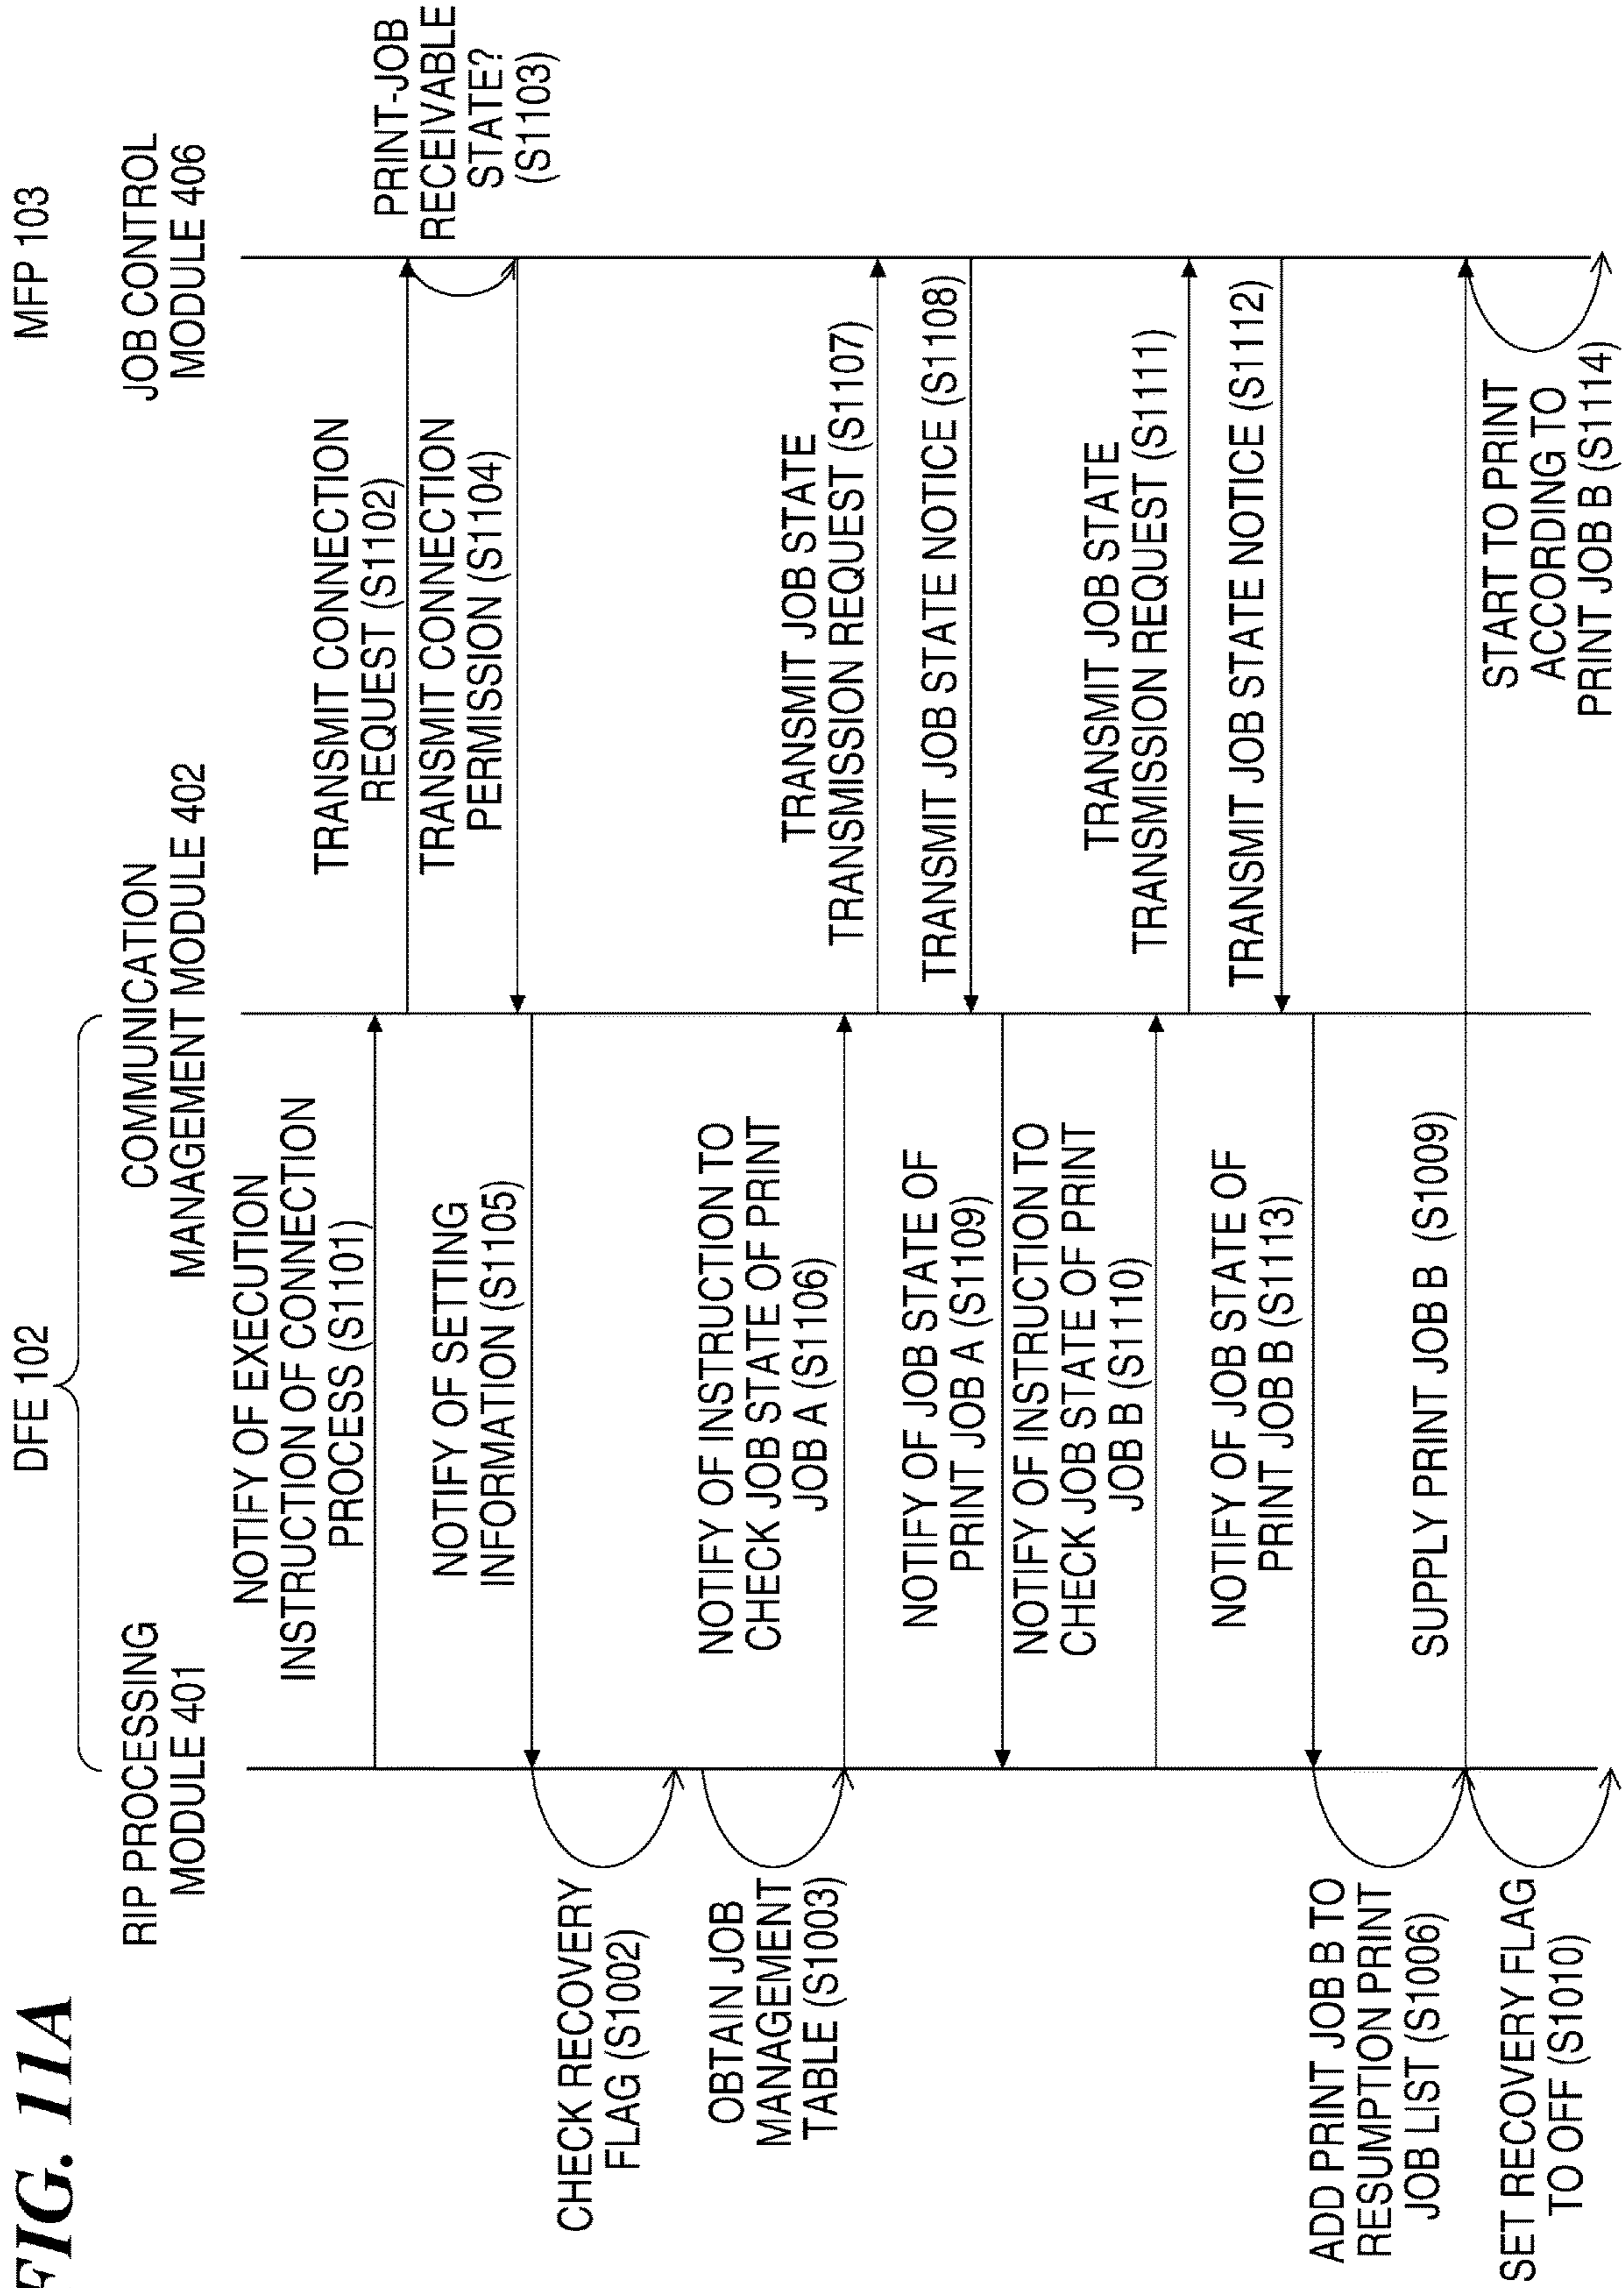 FIG. 11A
DFE 102
MFP 103
RIP PROCESSING
MODULE 401
COMMUNICATION
MANAGEMENT MODULE 402
JOB CONTROL
MODULE 406
NOTIFY OF EXECUTION
INSTRUCTION OF CONNECTION
PROCESS (S1101)
TRANSMIT CONNECTION
REQUEST (S1102)
PRINT-JOB
RECEIVABLE
STATE?
(S1103)
TRANSMIT CONNECTION
PERMISSION (S1104)
NOTIFY OF SETTING
INFORMATION (S1105)
CHECK RECOVERY
FLAG (S1002)
OBTAIN JOB
MANAGEMENT
TABLE (S1003)
NOTIFY OF INSTRUCTION TO
CHECK JOB STATE OF PRINT
JOB A (S1106)
TRANSMIT JOB STATE
TRANSMISSION REQUEST (S1107)
TRANSMIT JOB STATE NOTICE (S1108)
NOTIFY OF JOB STATE OF
PRINT JOB A (S1109)
NOTIFY OF INSTRUCTION TO
CHECK JOB STATE OF PRINT
JOB B (S1110)
TRANSMIT JOB STATE
TRANSMISSION REQUEST (S1111)
TRANSMIT JOB STATE NOTICE (S1112)
NOTIFY OF JOB STATE OF
PRINT JOB B (S1113)
ADD PRINT JOB B TO
RESUMPTION PRINT
JOB LIST (S1006)
SUPPLY PRINT JOB B (S1009)
START TO PRINT
ACCORDING TO
PRINT JOB B (S1114)
SET RECOVERY FLAG
TO OFF (S1010)